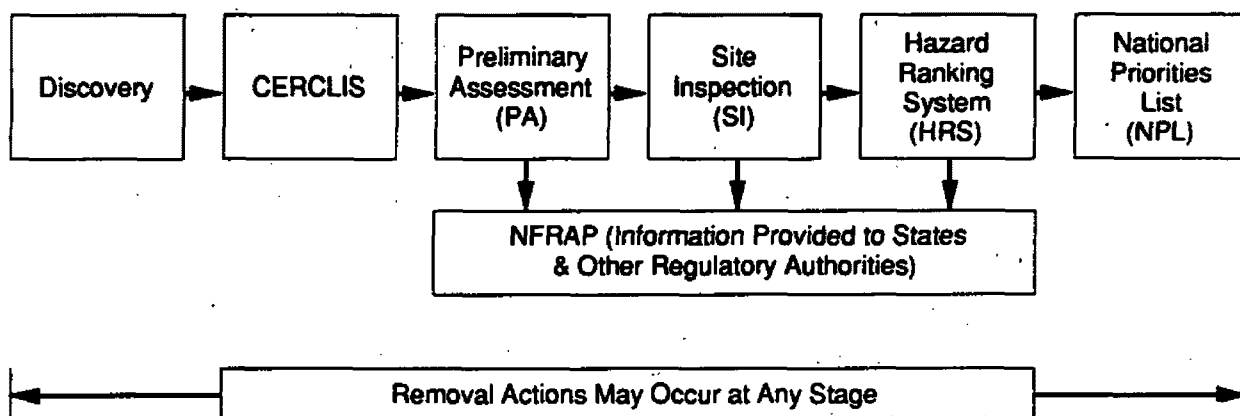 Discovery
CERCLIS
Preliminary
Assessment
(PA)
Site
Inspection
(SI)
Hazard
Ranking
System
(HRS)
National
Priorities
List
(NPL)
NFRAP (Information Provided to States
& Other Regulatory Authorities)
Removal Actions May Occur at Any Stage